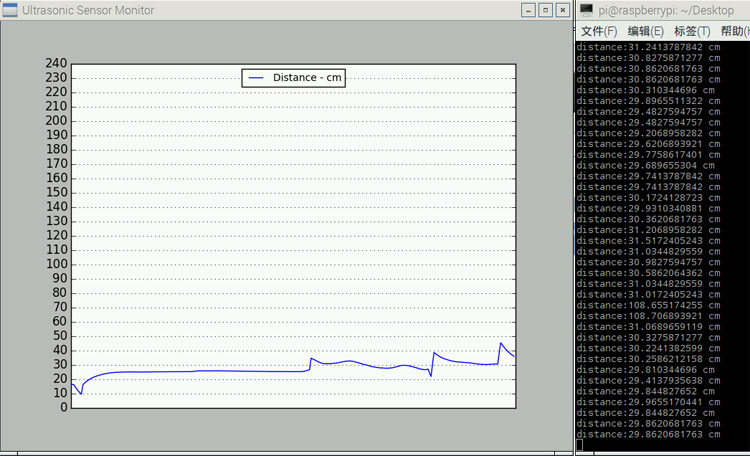 Ultrasonic Sensor Monitor
240
230
220
210
200
190
180
170
160
150
140
130
120
110
100
90
80
70
60
50
40
30
20
10
0
Distance - cm
pi@raspberrypi: ~/Desktop
文件(F) 编辑(E) 标签(T) 帮助(H
distance:31.2413787842 cm
distance:30.8275871277 cm
distance:30.8620681763 cm
distance:30.8620681763 cm
distance:30.310344696 cm
distance:29.8965511322 cm
distance:29.4827594757 cm
distance:29.4827594757 cm
distance:29.2068958282 cm
distance:29.6206893921 cm
distance:29.7758617401 cm
distance:29.689655304 cm
distance:29.7413787842 cm
distance:29.7413787842 cm
distance:30.1724128723 cm
distance:29.9310340881 cm
distance:30.3620681763 cm
distance:31.2068958282 cm
distance:31.5172405243 cm
distance:31.0344829559 cm
distance:30.9827594757 cm
distance:30.5862064362 cm
distance:31.0344829559 cm
distance:31.0172405243 cm
distance:108.655174255 cm
distance:108.706893921 cm
distance:31.0689659119 cm
distance:30.3275871277 cm
distance:30.2241382599 cm
distance:30.2586212158 cm
distance:29.810344696 cm
distance:29.4137935638 cm
distance:29.844827652 cm
distance:29.9655170441 cm
distance:29.844827652 cm
distance:29.8620681763 cm
distance:29.8620681763 cm